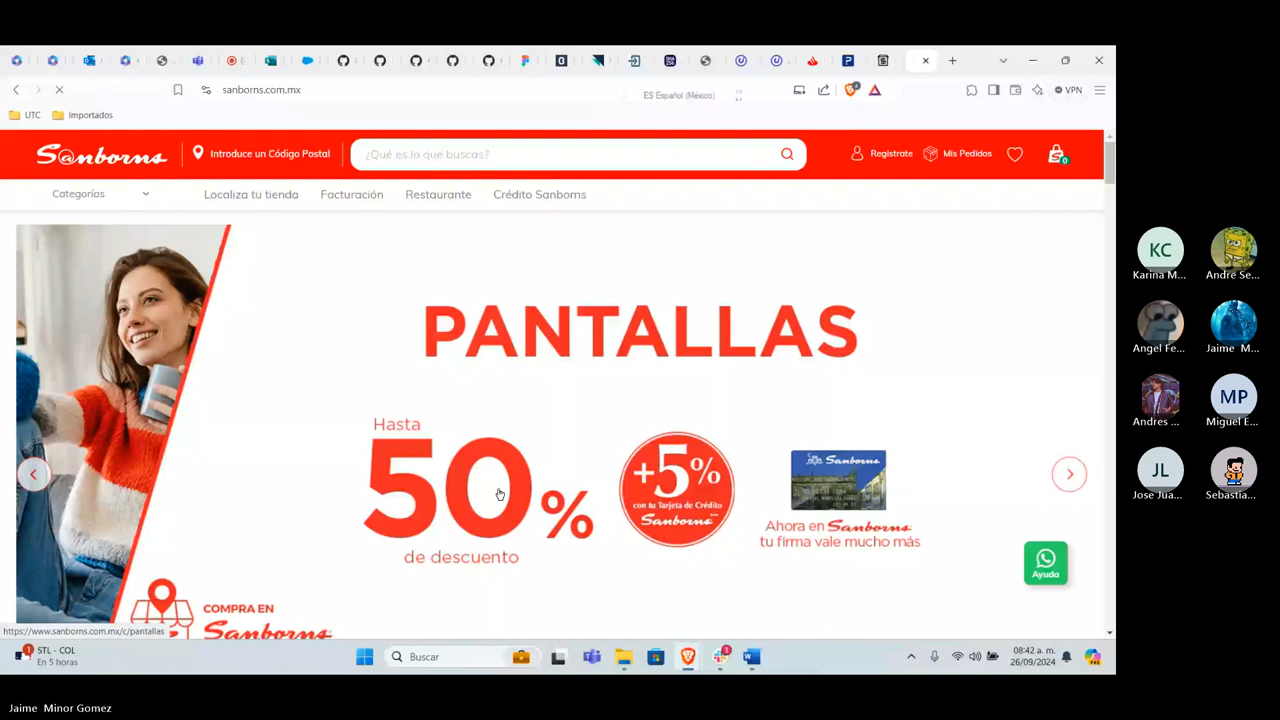 sanborns.com.mx
ES Español (México)
VPN
UTC
Importados
Sanborns
Introduce un Código Postal
¿Qué es lo que buscas?
Registrate
Mis Pedidos
0
Categorías
Localiza tu tienda
Facturación
Restaurante
Crédito Sanborns
PANTALLAS
Hasta
50%
de descuento
+5%
con tu Tarjeta de Crédito
Sanborns
Sanborns
Ahora en Sanborns
tu firma vale mucho más
Ayuda
COMPRA EN
Sanborns
https://www.sanborns.com.mx/c/pantallas
STL - COL
En 5 horas
Buscar
08:42 a. m.
26/09/2024
KC
Karina M...
Andre Se...
Angel Fe...
Jaime M...
Andres ...
MP
Miguel E...
JL
Jose Jua...
Sebastia...
Jaime Minor Gomez